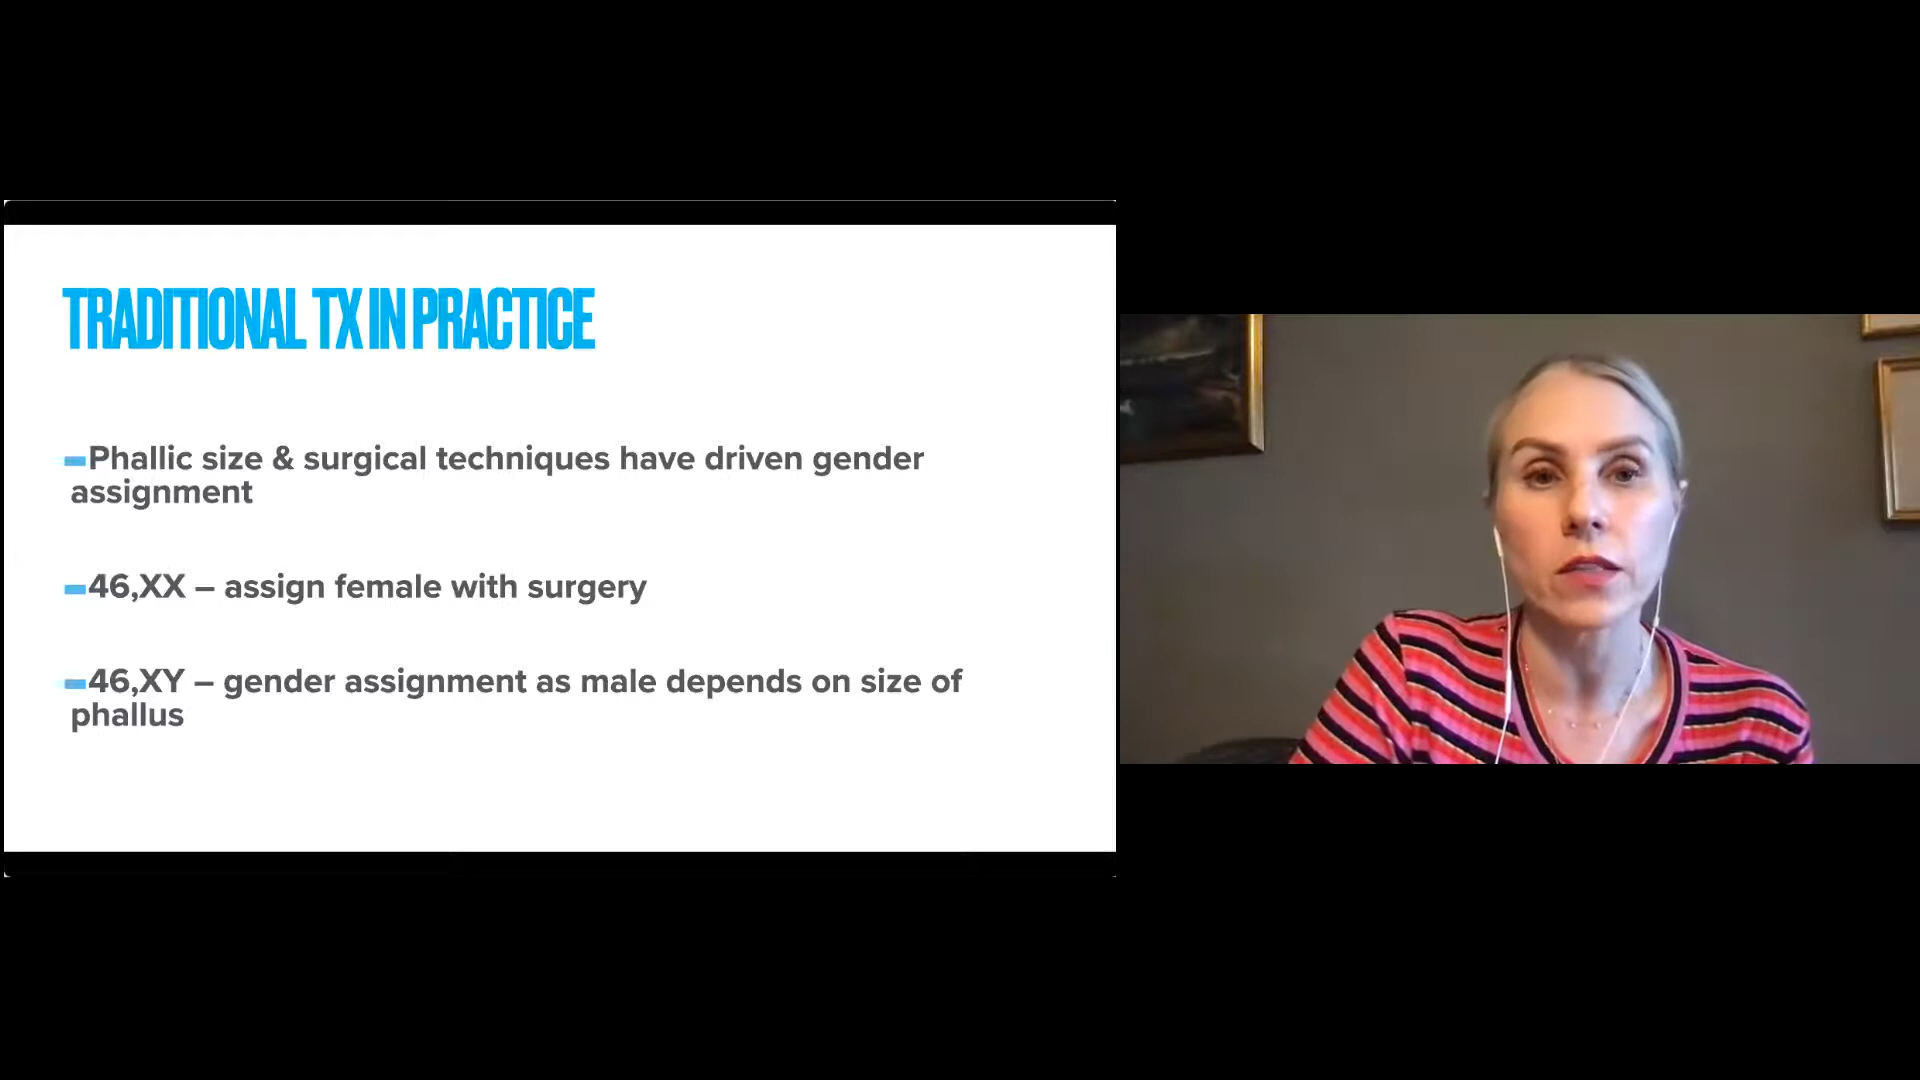 TRADITIONAL TX IN PRACTICE
Phallic size & surgical techniques have driven gender
assignment
46,XX – assign female with surgery
46,XY – gender assignment as male depends on size of
phallus